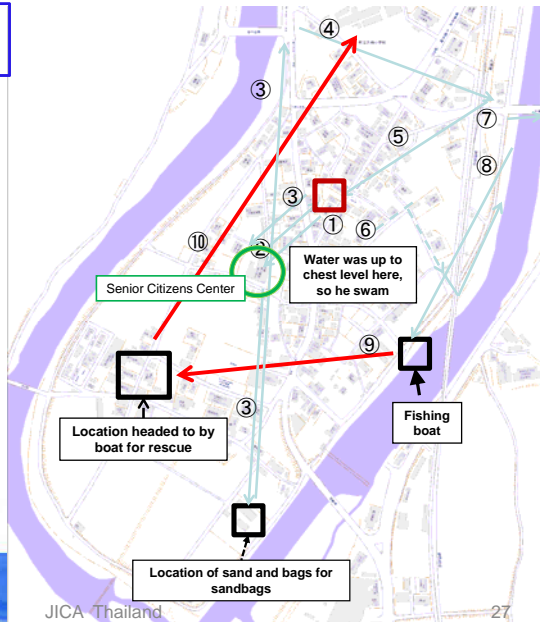 ④
③
⑦
⑤
⑧
③
①
⑥
⑩
②
Water was up to
chest level here,
so he swam
Senior Citizens Center
⑨
Location headed to by
boat for rescue
③
Fishing
boat
Location of sand and bags for
sandbags
JICA Thailand
27